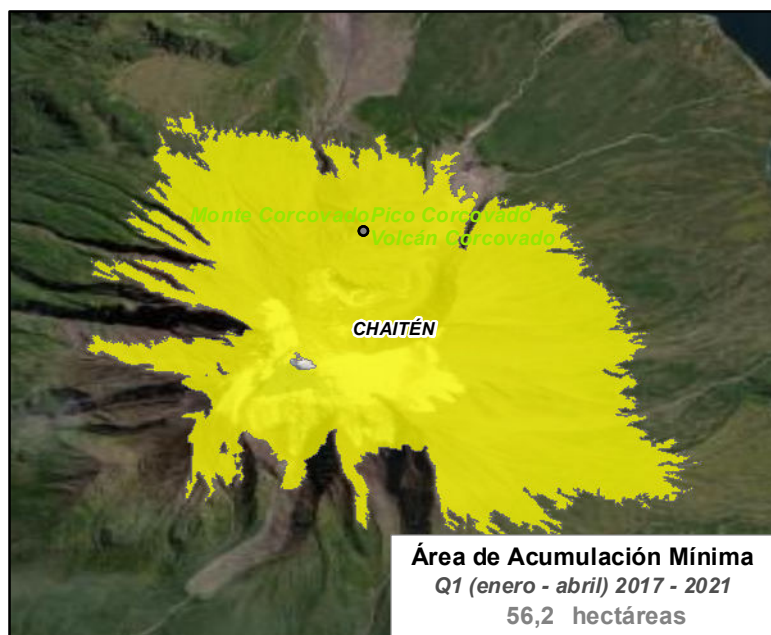 Monte Corcovado Pico Corcovado
Volcán Corcovado
CHAITÉN
Área de Acumulación Mínima
Q1 (enero - abril) 2017 - 2021
56,2 hectáreas